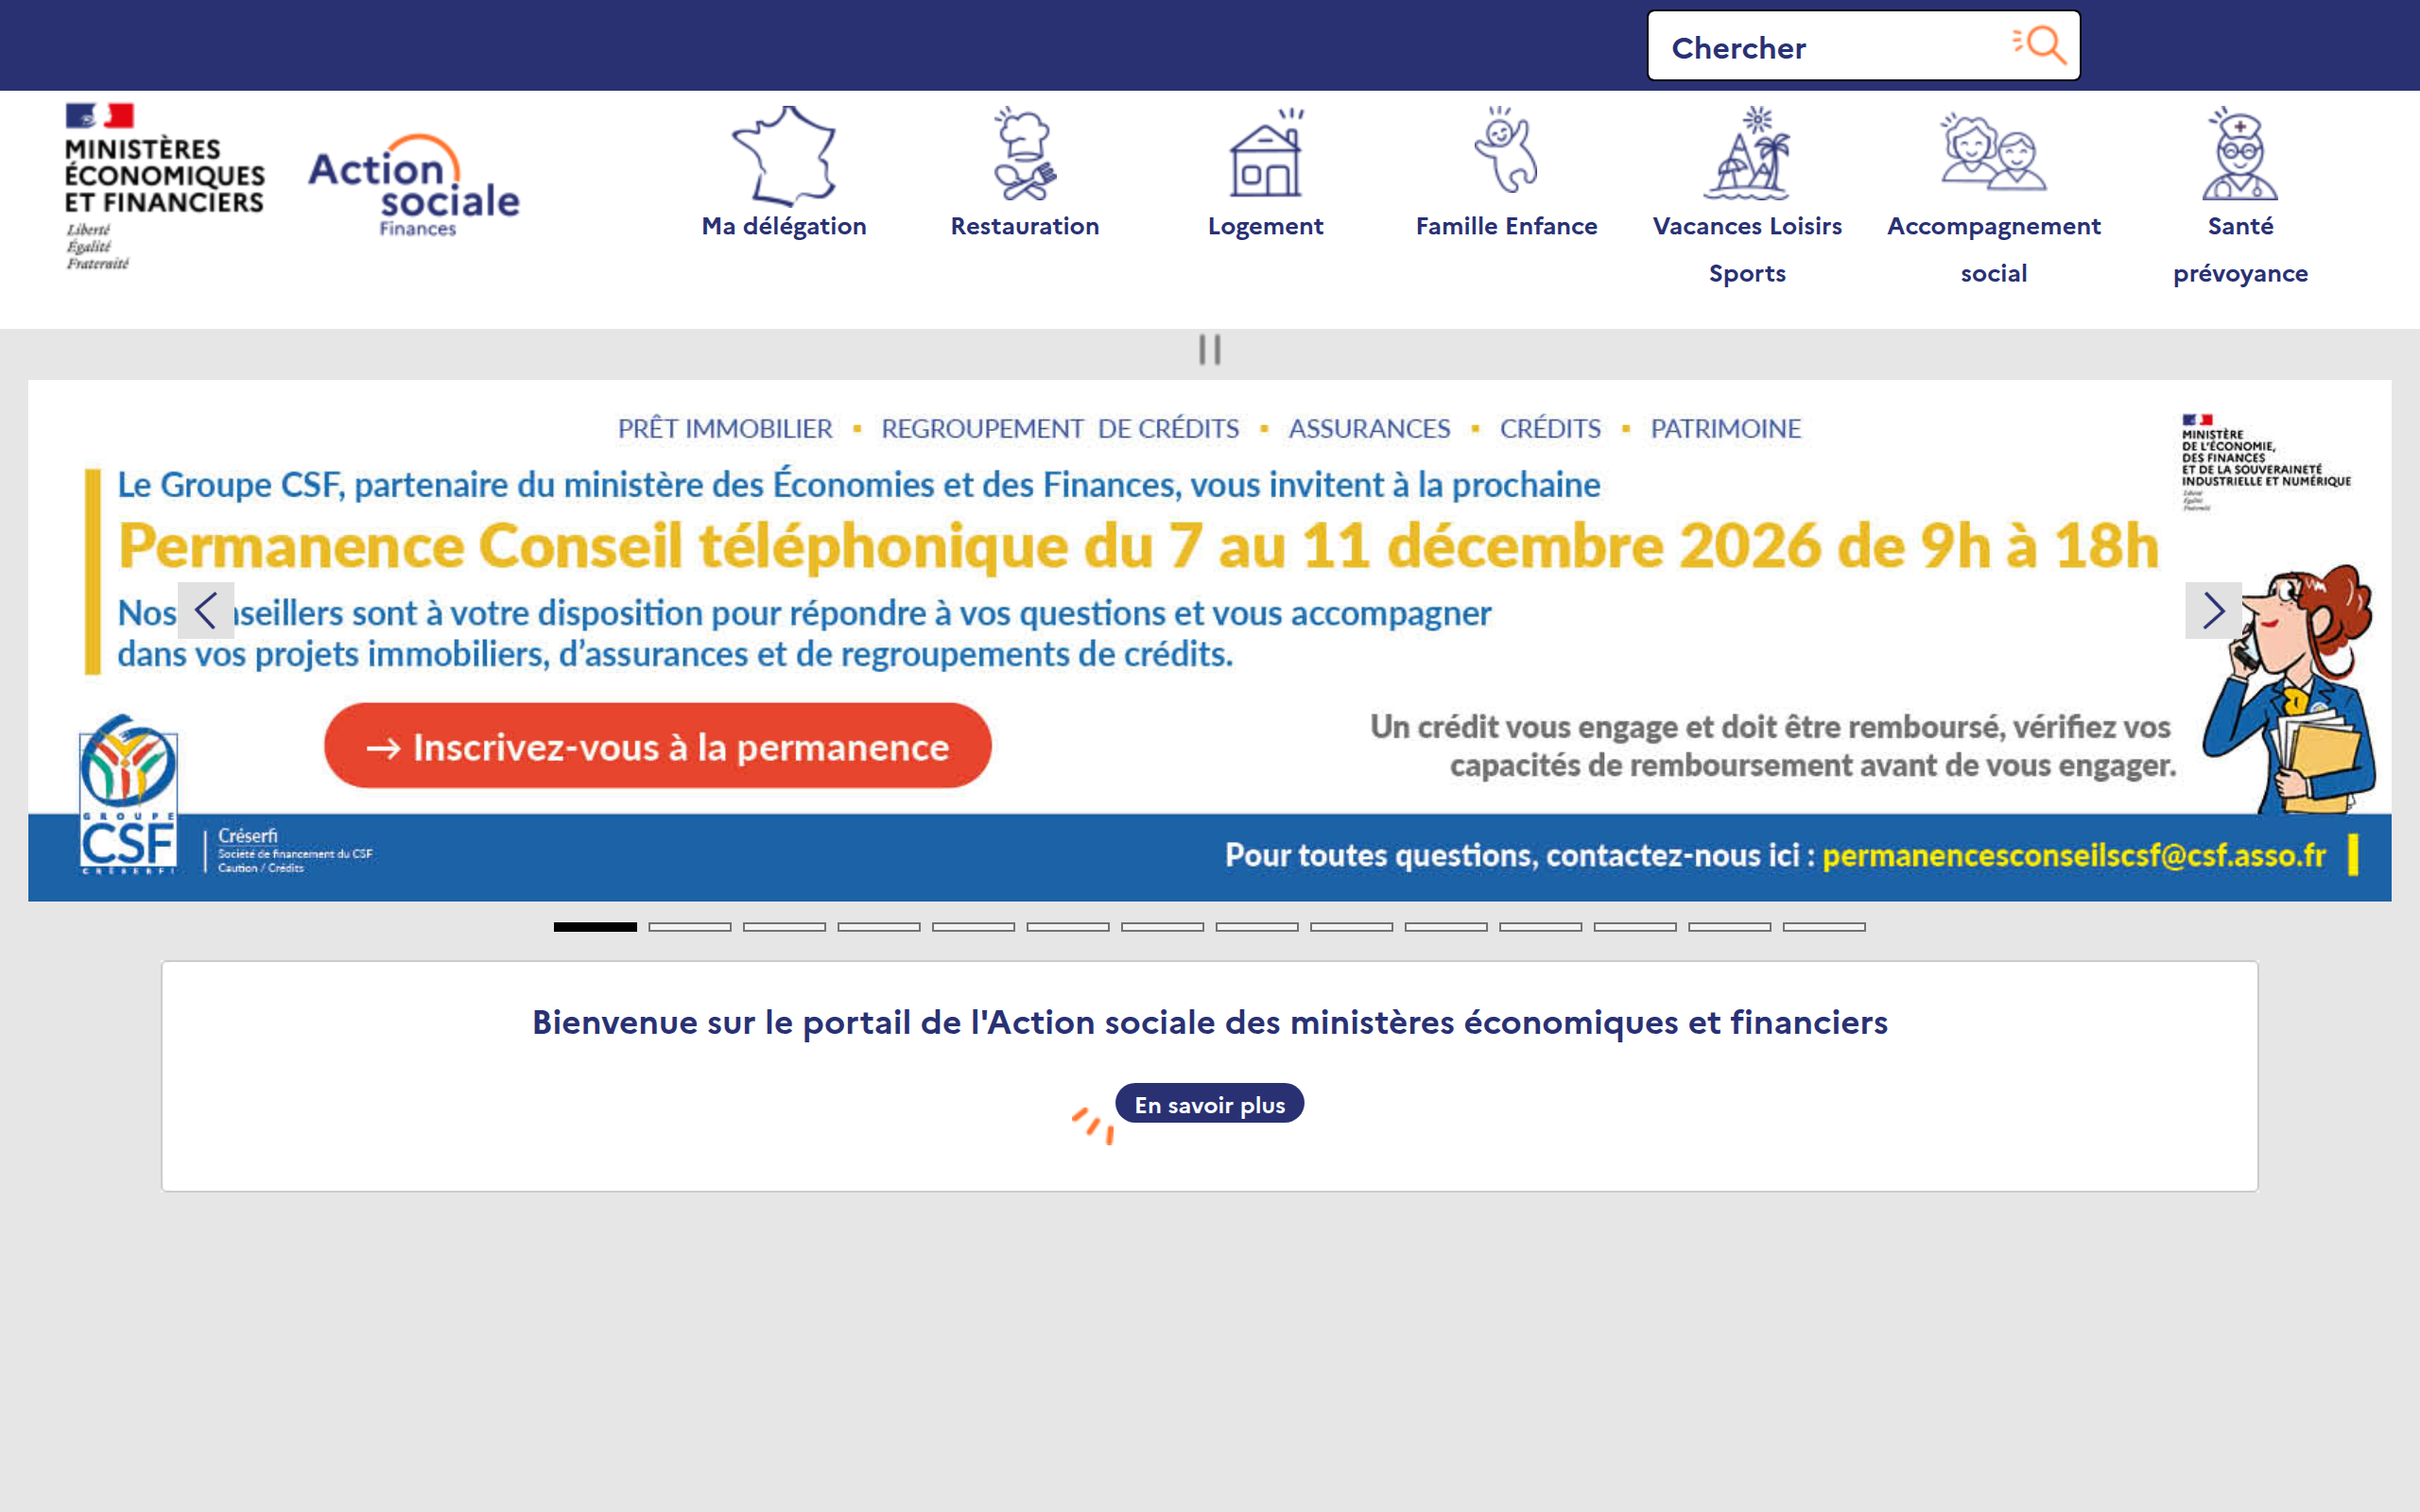 Chercher
MINISTÈRES
ÉCONOMIQUES
ET FINANCIERS
Liberté
Égalité
Fraternité
Action
sociale
Finances
Ma délégation
Restauration
Logement
Famille Enfance
Vacances Loisirs
Sports
Accompagnement
social
Santé
prévoyance
PRÊT IMMOBILIER ▪ REGROUPEMENT DE CRÉDITS ▪ ASSURANCES ▪ CRÉDITS ▪ PATRIMOINE
MINISTÈRE
DE L'ÉCONOMIE,
DES FINANCES
ET DE LA SOUVERAINETÉ
INDUSTRIELLE ET NUMÉRIQUE
Liberté
Égalité
Fraternité
Le Groupe CSF, partenaire du ministère des Économies et des Finances, vous invitent à la prochaine
Permanence Conseil téléphonique du 7 au 11 décembre 2026 de 9h à 18h
Nos seillers sont à votre disposition pour répondre à vos questions et vous accompagner
dans vos projets immobiliers, d'assurances et de regroupements de crédits.
→ Inscrivez-vous à la permanence
Un crédit vous engage et doit être remboursé, vérifiez vos
capacités de remboursement avant de vous engager.
GROUPE
CSF
CRÉSERFI
Créserfi
Société de financement du CSF
Caution / Crédits
Pour toutes questions, contactez-nous ici : permanencesconseilscsf@csf.asso.fr
Bienvenue sur le portail de l'Action sociale des ministères économiques et financiers
En savoir plus